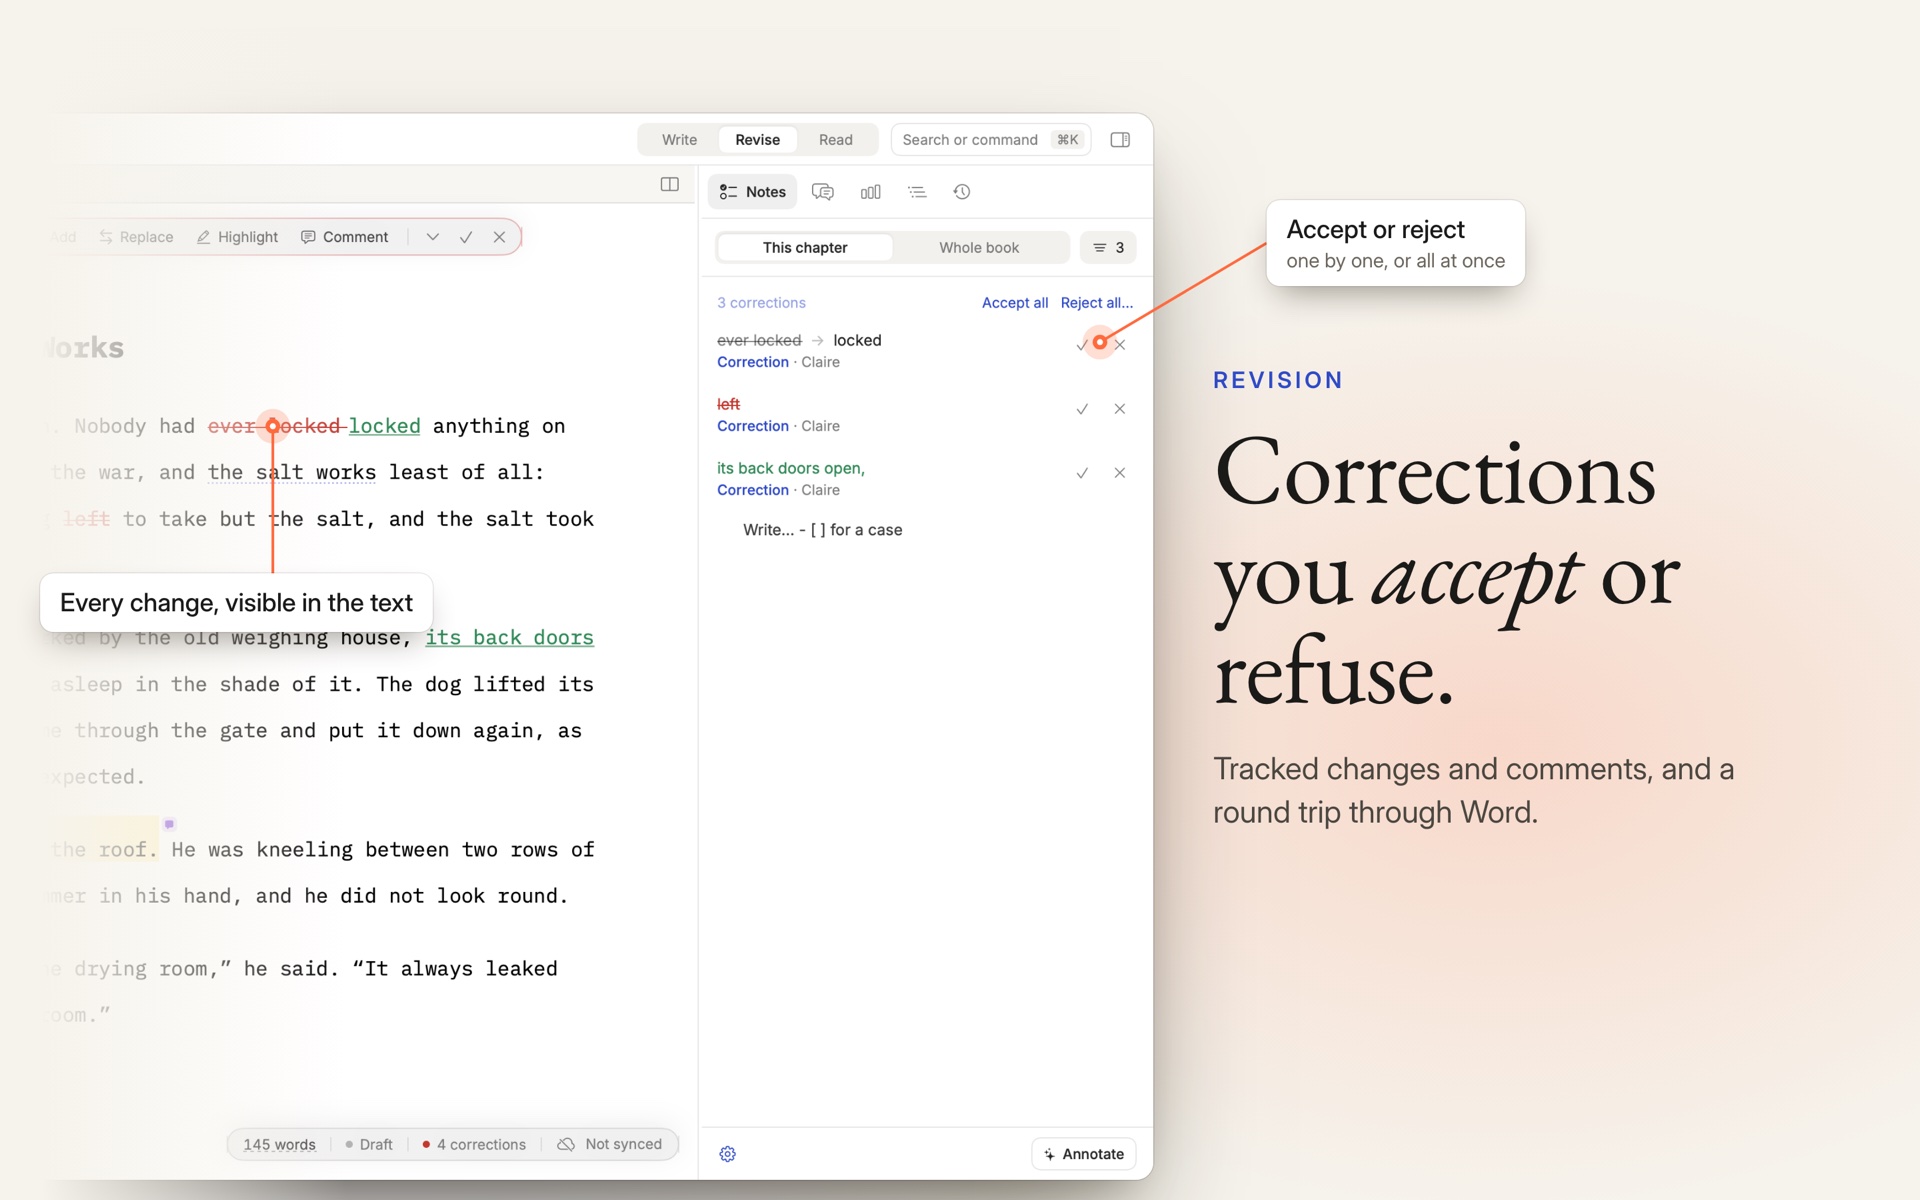 Write
Revise
Read
Search or command
⌘K
Add
Replace
Highlight
Comment
Notes
This chapter
Whole book
3
3 corrections
Accept all
Reject all...
ever locked → locked
Correction · Claire
left
Correction · Claire
its back doors open,
Correction · Claire
Write... - [ ] for a case
Works
. Nobody had ever locked locked anything on
the war, and the salt works least of all:
left to take but the salt, and the salt took
Every change, visible in the text
by the old weighing house, its back doors
asleep in the shade of it. The dog lifted its
through the gate and put it down again, as
expected.
the roof. He was kneeling between two rows of
in his hand, and he did not look round.
drying room,” he said. “It always leaked
room.”
145 words
Draft
4 corrections
Not synced
Annotate
Accept or reject
one by one, or all at once
REVISION
Corrections
you accept or
refuse.
Tracked changes and comments, and a
round trip through Word.